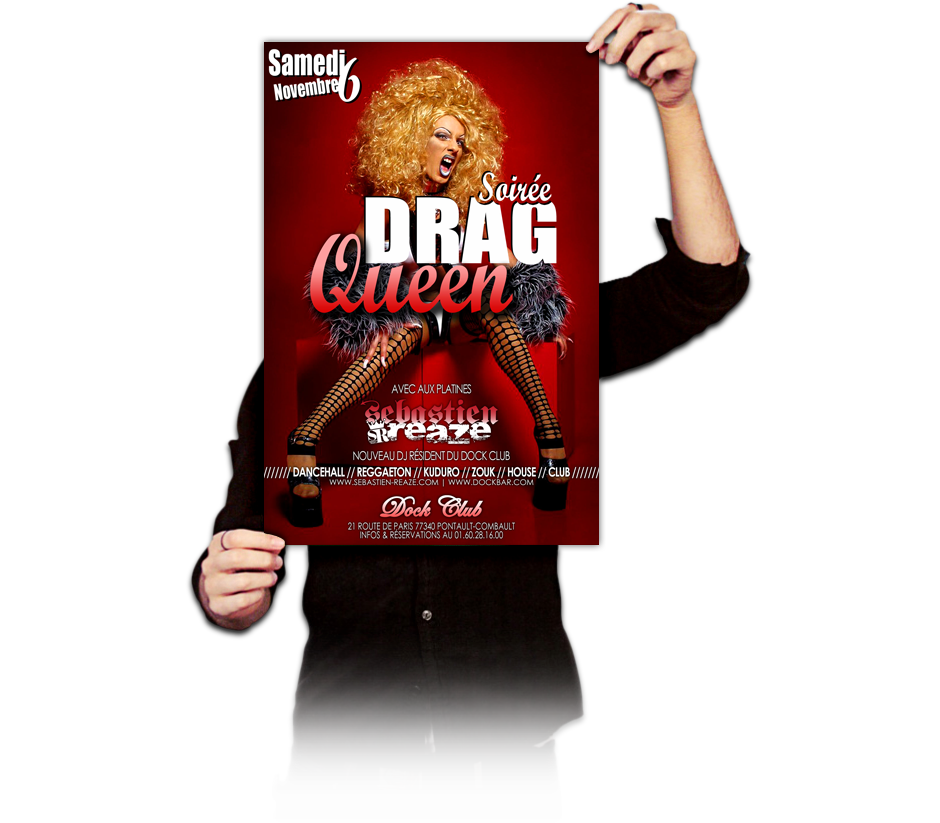 Samedi
Novembre 6
Soirée
DRAG
Queen
AVEC AUX PLATINES
sebastien
SR reaze
NOUVEAU DJ RÉSIDENT DU DOCK CLUB
/////// DANCEHALL // REGGAETON // KUDURO // ZOUK // HOUSE // CLUB ///////
WWW.SEBASTIEN-REAZE.COM | WWW.DOCKBAR.COM
Dock Club
21 ROUTE DE PARIS 77340 PONTAULT-COMBAULT
INFOS & RÉSERVATIONS AU 01.60.28.16.00